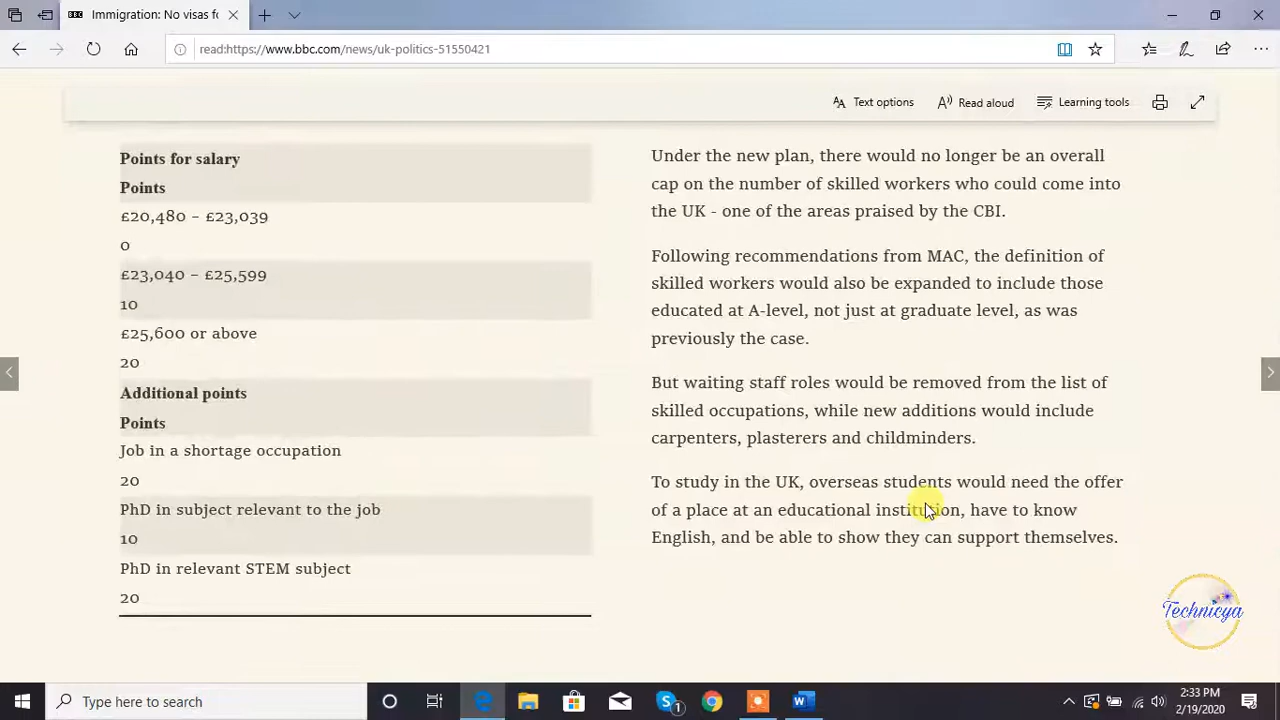 Immigration: No visas fo
read:https://www.bbc.com/news/uk-politics-51550421
Text options
Read aloud
Learning tools
Points for salary
Points
£20,480 – £23,039
0
£23,040 – £25,599
10
£25,600 or above
20
Additional points
Points
Job in a shortage occupation
20
PhD in subject relevant to the job
10
PhD in relevant STEM subject
20
Under the new plan, there would no longer be an overall
cap on the number of skilled workers who could come into
the UK - one of the areas praised by the CBI.
Following recommendations from MAC, the definition of
skilled workers would also be expanded to include those
educated at A-level, not just at graduate level, as was
previously the case.
But waiting staff roles would be removed from the list of
skilled occupations, while new additions would include
carpenters, plasterers and childminders.
To study in the UK, overseas students would need the offer
of a place at an educational institution, have to know
English, and be able to show they can support themselves.
Technicya
Type here to search
1
2:33 PM
2/19/2020